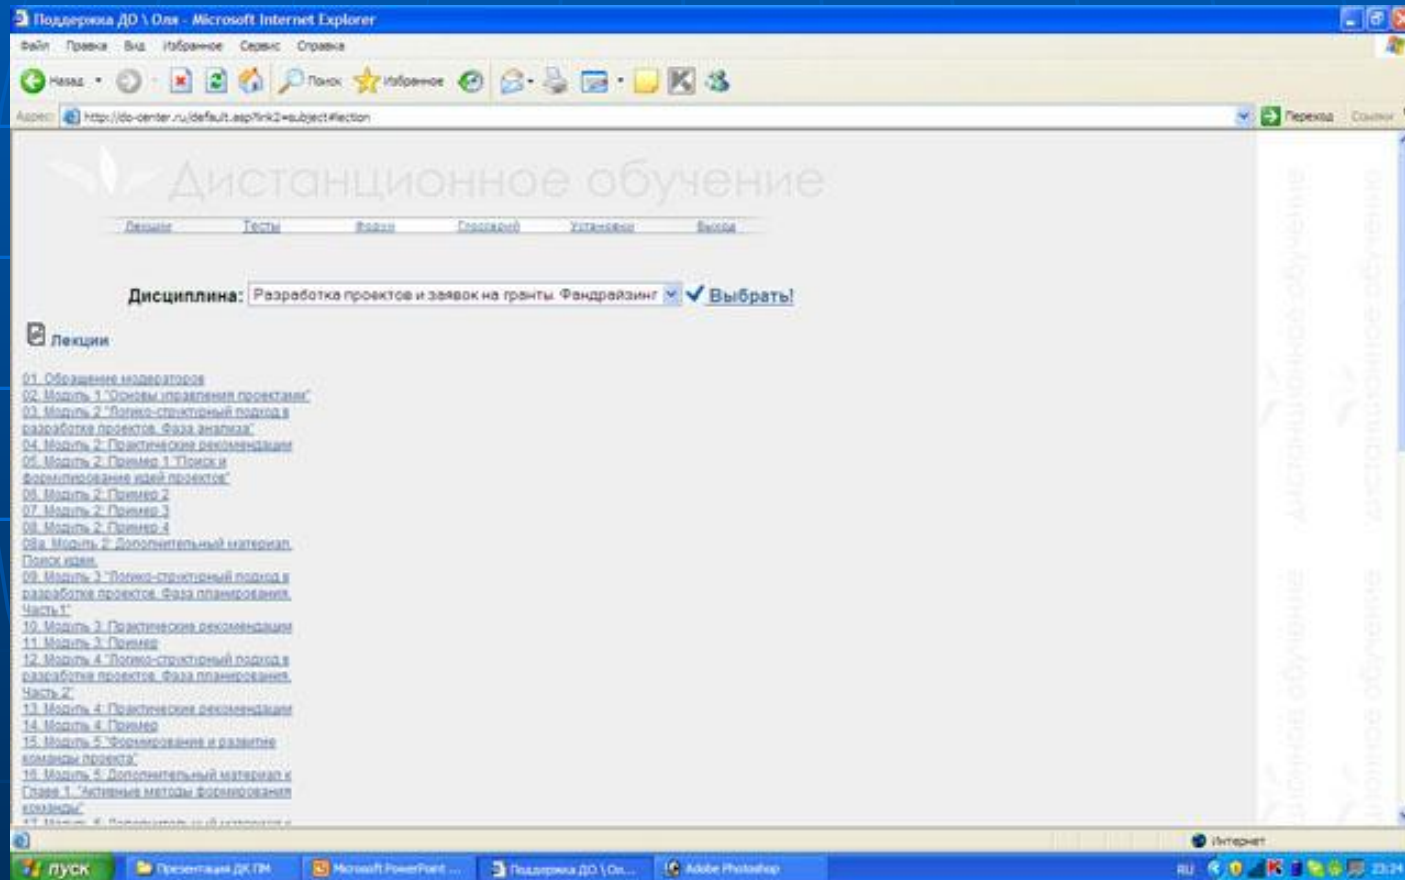 Поддержка ДО \ Оля - Microsoft Internet Explorer
Файл Правка Вид Избранное Сервис Справка
Назад Поиск Избранное
Адрес: http://do-center.ru/default.asp?link2=subject#lection Переход Ссылки
Дистанционное обучение
Лекции Тесты Форум Глоссарий Установки Выход
Дисциплина: Разработка проектов и заявок на гранты. Фандрайзинг Выбрать!
Лекции
01. Обращение модераторов
02. Модуль 1 "Основы управления проектами"
03. Модуль 2 "Логико-структурный подход в
разработке проектов. Фаза анализа"
04. Модуль 2: Практические рекомендации
05. Модуль 2: Пример 1 "Поиск и
формулирование идей проектов"
06. Модуль 2: Пример 2
07. Модуль 2: Пример 3
08. Модуль 2: Пример 4
08а. Модуль 2: Дополнительный материал.
Поиск идеи.
09. Модуль 3 "Логико-структурный подход в
разработке проектов. Фаза планирования.
Часть 1"
10. Модуль 3: Практические рекомендации
11. Модуль 3: Пример
12. Модуль 4 "Логико-структурный подход в
разработке проектов. Фаза планирования.
Часть 2"
13. Модуль 4: Практические рекомендации
14. Модуль 4: Пример
15. Модуль 5 "Формирование и развитие
команды проекта"
16. Модуль 5: Дополнительный материал к
Главе 1. "Активные методы формирования
команды"
дистанционное обучение
дистанционное обучение
Интернет
пуск Презентация ДК ПМ Microsoft PowerPoint ... Поддержка ДО \ Ол... Adobe Photoshop RU 23:24